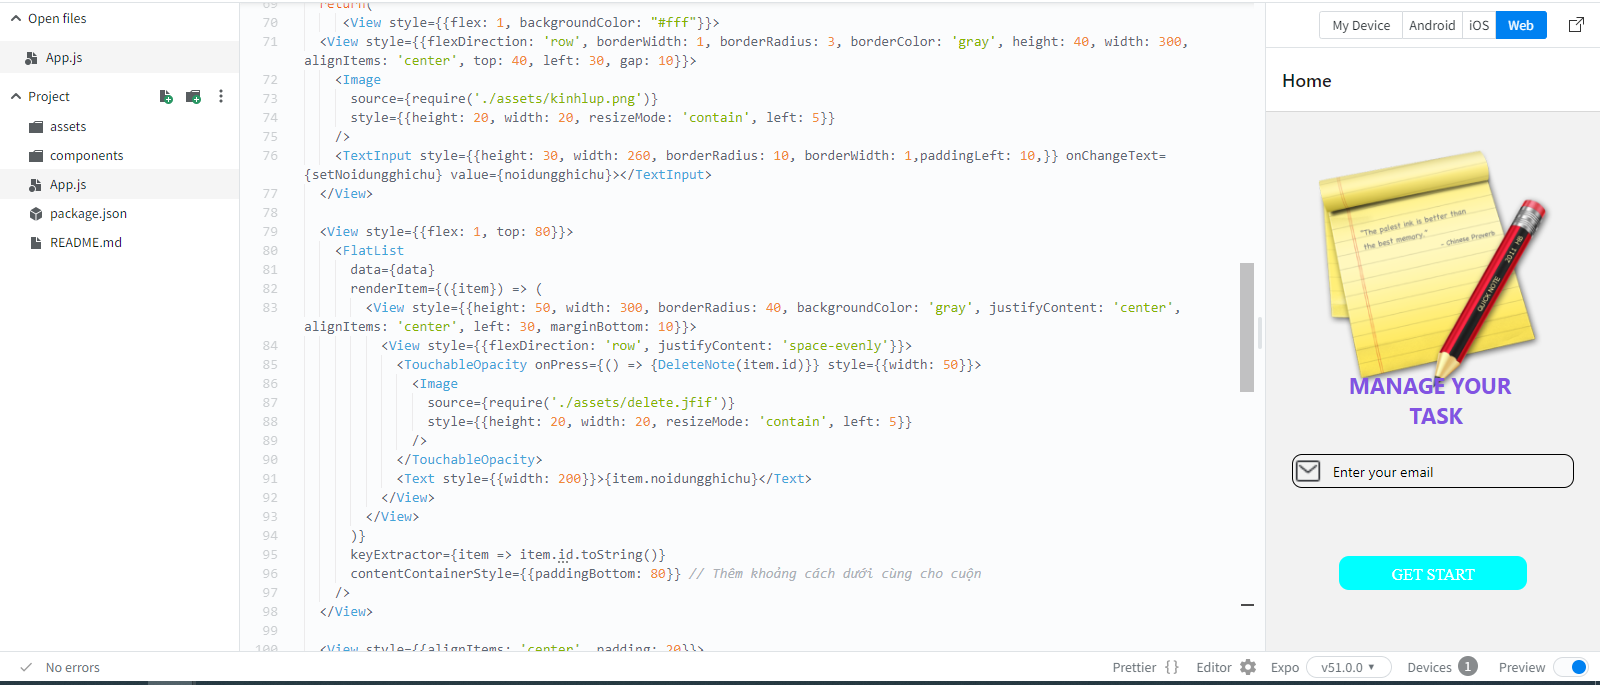 Open files
App.js
Project
assets
components
App.js
package.json
README.md
69 return(
70 <View style={{flex: 1, backgroundColor: "#fff"}}>
71 <View style={{flexDirection: 'row', borderWidth: 1, borderRadius: 3, borderColor: 'gray', height: 40, width: 300,
alignItems: 'center', top: 40, left: 30, gap: 10}}>
72 <Image
73 source={require('./assets/kinhlup.png')}
74 style={{height: 20, width: 20, resizeMode: 'contain', left: 5}}
75 />
76 <TextInput style={{height: 30, width: 260, borderRadius: 10, borderWidth: 1,paddingLeft: 10,}} onChangeText=
{setNoidungghichu} value={noidungghichu}></TextInput>
77 </View>
78
79 <View style={{flex: 1, top: 80}}>
80 <FlatList
81 data={data}
82 renderItem={({item}) => (
83 <View style={{height: 50, width: 300, borderRadius: 40, backgroundColor: 'gray', justifyContent: 'center',
alignItems: 'center', left: 30, marginBottom: 10}}>
84 <View style={{flexDirection: 'row', justifyContent: 'space-evenly'}}>
85 <TouchableOpacity onPress={() => {DeleteNote(item.id)}} style={{width: 50}}>
86 <Image
87 source={require('./assets/delete.jfif')}
88 style={{height: 20, width: 20, resizeMode: 'contain', left: 5}}
89 />
90 </TouchableOpacity>
91 <Text style={{width: 200}}>{item.noidungghichu}</Text>
92 </View>
93 </View>
94 )}
95 keyExtractor={item => item.id.toString()}
96 contentContainerStyle={{paddingBottom: 80}} // Thêm khoảng cách dưới cùng cho cuộn
97 />
98 </View>
99
100 <View style={{alignItems: 'center', padding: 20}}>
My Device Android iOS Web
Home
"The palest ink is better than
the best memory."
- Chinese Proverb
QUICK NOTE 2011 HB
MANAGE YOUR
TASK
Enter your email
GET START
No errors
Prettier { } Editor Expo v51.0.0 Devices 1 Preview